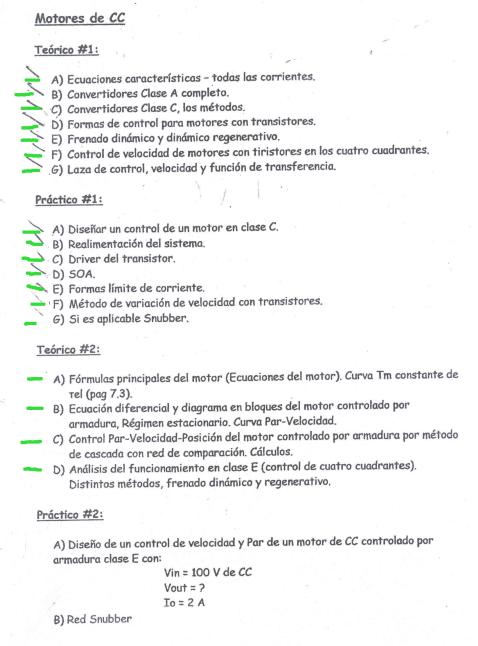 Motores de CC
Teórico #1:
A) Ecuaciones características – todas las corrientes.
B) Convertidores Clase A completo.
C) Convertidores Clase C, los métodos.
D) Formas de control para motores con transistores.
E) Frenado dinámico y dinámico regenerativo.
F) Control de velocidad de motores con tiristores en los cuatro cuadrantes.
G) Laza de control, velocidad y función de transferencia.
Práctico #1:
A) Diseñar un control de un motor en clase C.
B) Realimentación del sistema.
C) Driver del transistor.
D) SOA.
E) Formas límite de corriente.
F) Método de variación de velocidad con transistores.
G) Si es aplicable Snubber.
Teórico #2:
A) Fórmulas principales del motor (Ecuaciones del motor). Curva Tm constante de
τel (pag 7.3).
B) Ecuación diferencial y diagrama en bloques del motor controlado por
armadura, Régimen estacionario. Curva Par-Velocidad.
C) Control Par-Velocidad-Posición del motor controlado por armadura por método
de cascada con red de comparación. Cálculos.
D) Análisis del funcionamiento en clase E (control de cuatro cuadrantes).
Distintos métodos, frenado dinámico y regenerativo.
Práctico #2:
A) Diseño de un control de velocidad y Par de un motor de CC controlado por
armadura clase E con:
Vin = 100 V de CC
Vout = ?
Io = 2 A
B) Red Snubber